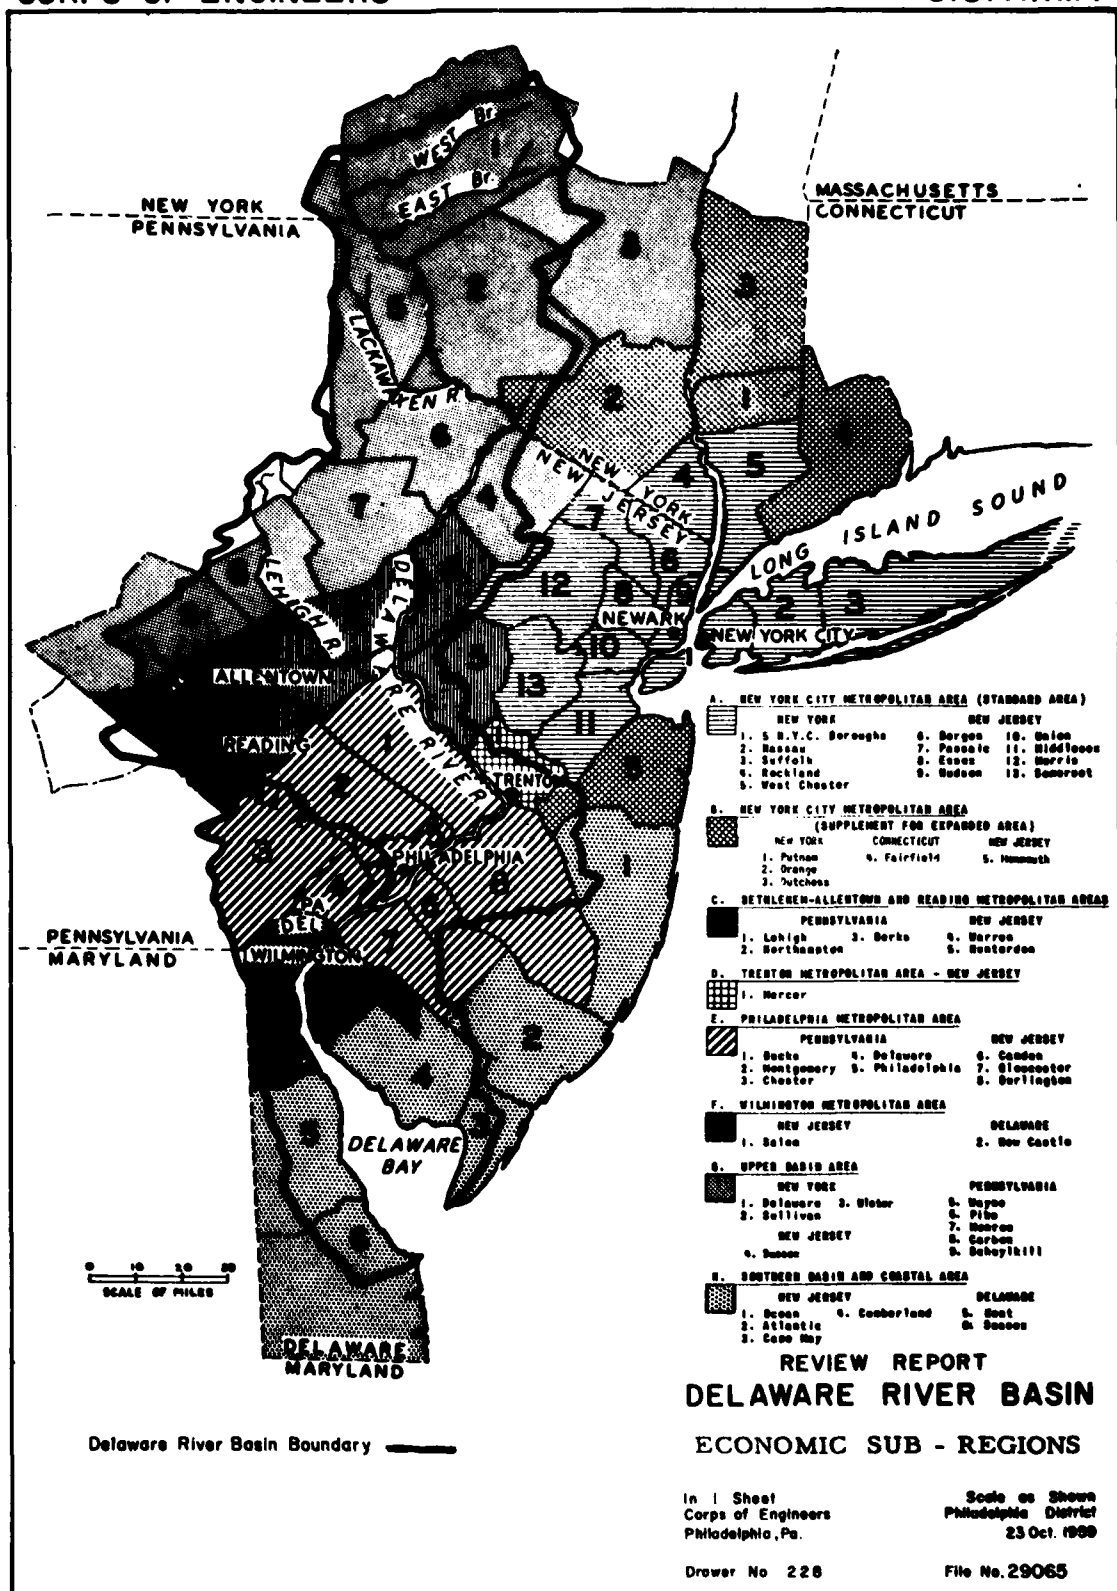 CORPS OF ENGINEERS
U.S. ARMY
WEST Br.
EAST Br.
NEW YORK
PENNSYLVANIA
MASSACHUSETTS
CONNECTICUT
LACKAWAXEN R
NEW YORK
NEW JERSEY
LONG ISLAND SOUND
LEHIGH R.
DELAWARE RIVER
NEWARK
NEW YORK CITY
ALLENTOWN
READING
TRENTON
PHILADELPHIA
PA.
DEL.
PENNSYLVANIA
MARYLAND
WILMINGTON
DELAWARE
BAY
DELAWARE
MARYLAND
0 10 20 30
SCALE OF MILES
Delaware River Basin Boundary
A. NEW YORK CITY METROPOLITAN AREA (STANDARD AREA)
NEW YORK NEW JERSEY
1. 5 N.Y.C. Boroughs 6. Bergen 10. Union
2. Nassau 7. Passaic 11. Middlesex
3. Suffolk 8. Essex 12. Morris
4. Rockland 9. Hudson 13. Somerset
5. West Chester
B. NEW YORK CITY METROPOLITAN AREA
(SUPPLEMENT FOR EXPANDED AREA)
NEW YORK CONNECTICUT NEW JERSEY
1. Putnam 4. Fairfield 5. Monmouth
2. Orange
3. Dutchess
C. BETHLEHEM-ALLENTOWN AND READING METROPOLITAN AREAS
PENNSYLVANIA NEW JERSEY
1. Lehigh 3. Berks 4. Warren
2. Northampton 5. Hunterdon
D. TRENTON METROPOLITAN AREA - NEW JERSEY
1. Mercer
E. PHILADELPHIA METROPOLITAN AREA
PENNSYLVANIA NEW JERSEY
1. Bucks 4. Delaware 6. Camden
2. Montgomery 5. Philadelphia 7. Gloucester
3. Chester 8. Burlington
F. WILMINGTON METROPOLITAN AREA
NEW JERSEY DELAWARE
1. Salem 2. New Castle
G. UPPER BASIN AREA
NEW YORK PENNSYLVANIA
1. Delaware 3. Ulster 5. Wayne
2. Sullivan 6. Pike
7. Monroe
NEW JERSEY 8. Carbon
4. Sussex 9. Schuylkill
H. SOUTHERN BASIN AND COASTAL AREA
NEW JERSEY DELAWARE
1. Ocean 4. Cumberland 5. Kent
2. Atlantic 6. Sussex
3. Cape May
REVIEW REPORT
DELAWARE RIVER BASIN
ECONOMIC SUB - REGIONS
In 1 Sheet Scale as Shown
Corps of Engineers Philadelphia District
Philadelphia, Pa. 23 Oct. 1959
Drawer No 228 File No. 29065